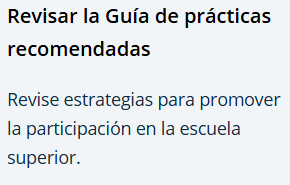 Revisar la Guía de prácticas
recomendadas
Revise estrategias para promover
la participación en la escuela
superior.